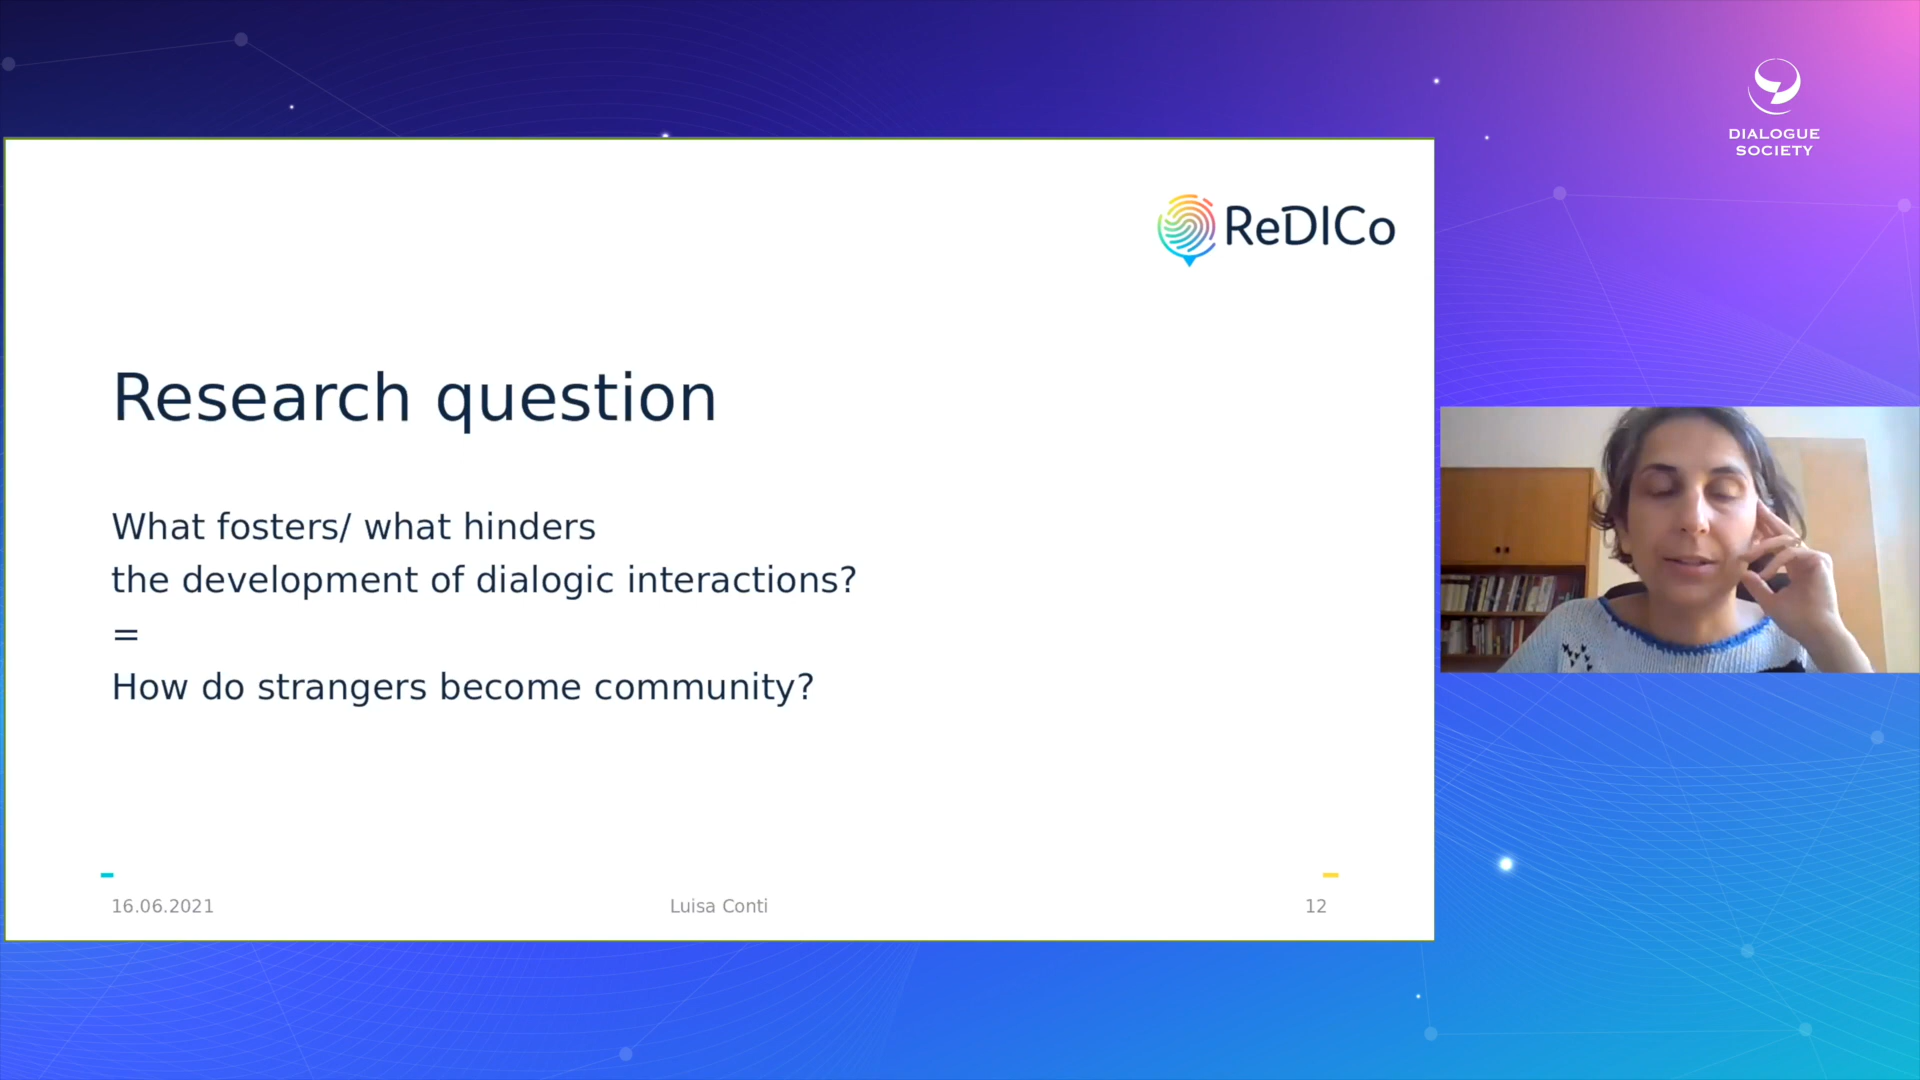 DIALOGUE
SOCIETY
ReDICo
Research question
What fosters/ what hinders
the development of dialogic interactions?
=
How do strangers become community?
16.06.2021
Luisa Conti
12